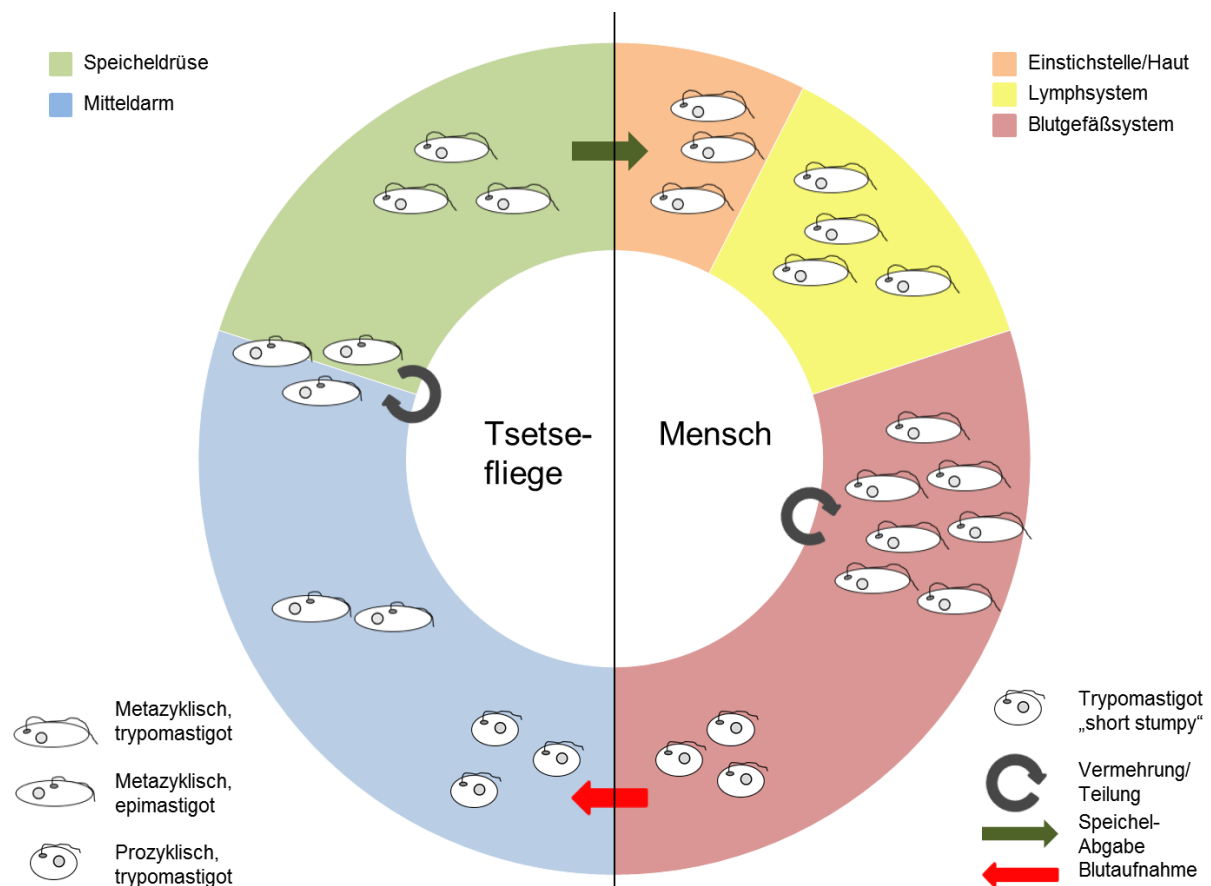 Speicheldrüse
Mitteldarm
Einstichstelle/Haut
Lymphsystem
Blutgefäßsystem
Tsetse-
fliege
Mensch
Metazyklisch,
trypomastigot
Metazyklisch,
epimastigot
Prozyklisch,
trypomastigot
Trypomastigot
„short stumpy“
Vermehrung/
Teilung
Speichel-
Abgabe
Blutaufnahme